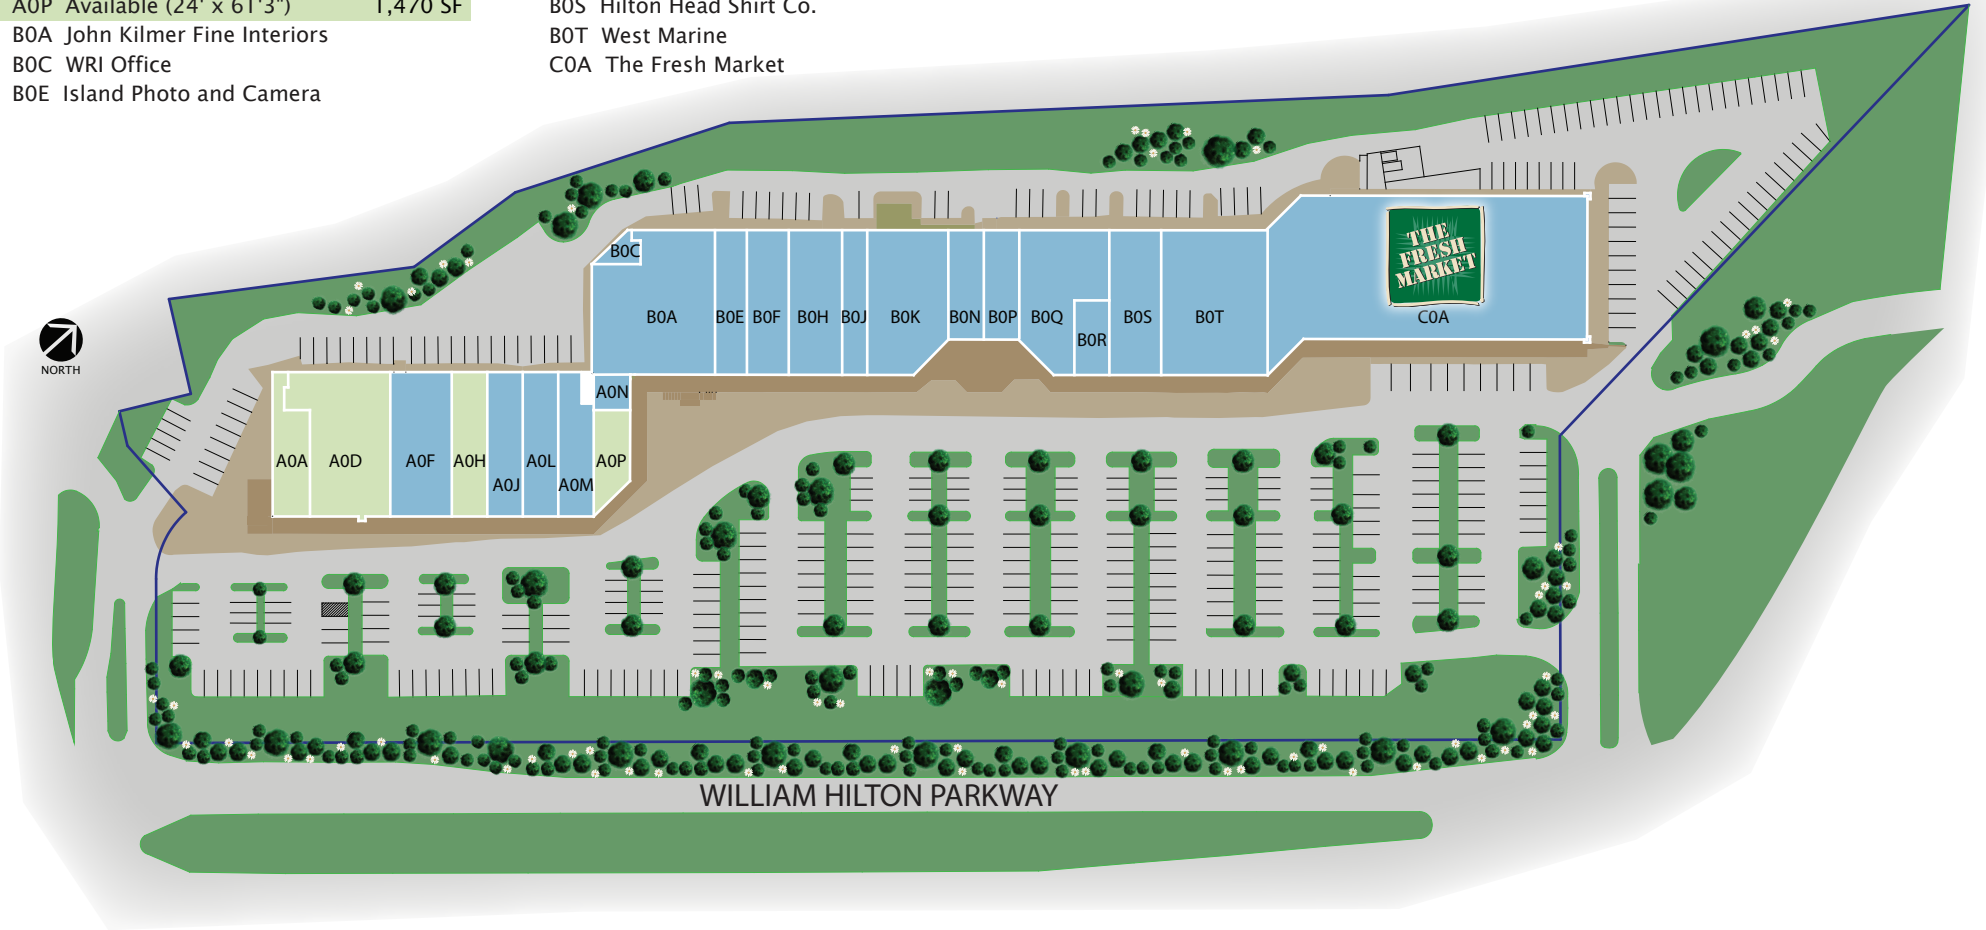 A0P Available (24' x 61'3") 1,470 SF
B0A John Kilmer Fine Interiors
B0C WRI Office
B0E Island Photo and Camera
B0S Hilton Head Shirt Co.
B0T West Marine
C0A The Fresh Market
THE
FRESH
MARKET
B0C
B0A
B0E
B0F
B0H
B0J
B0K
B0N
B0P
B0Q
B0R
B0S
B0T
C0A
NORTH
A0A
A0D
A0F
A0H
A0J
A0L
A0M
A0N
A0P
WILLIAM HILTON PARKWAY